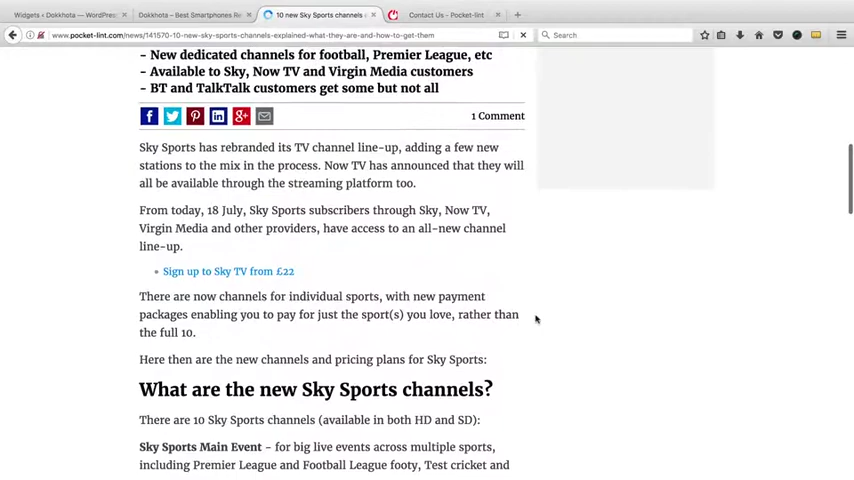 Widgets ‹ Dokkhota — WordPres
Dokkhota – Best Smartphones Re
10 new Sky Sports channels e
Contact Us - Pocket-lint
www.pocket-lint.com/news/141570-10-new-sky-sports-channels-explained-what-they-are-and-how-to-get-them
Search
- New dedicated channels for football, Premier League, etc
- Available to Sky, Now TV and Virgin Media customers
- BT and TalkTalk customers get some but not all
1 Comment
Sky Sports has rebranded its TV channel line-up, adding a few new
stations to the mix in the process. Now TV has announced that they will
all be available through the streaming platform too.
From today, 18 July, Sky Sports subscribers through Sky, Now TV,
Virgin Media and other providers, have access to an all-new channel
line-up.
• Sign up to Sky TV from £22
There are now channels for individual sports, with new payment
packages enabling you to pay for just the sport(s) you love, rather than
the full 10.
Here then are the new channels and pricing plans for Sky Sports:
What are the new Sky Sports channels?
There are 10 Sky Sports channels (available in both HD and SD):
Sky Sports Main Event - for big live events across multiple sports,
including Premier League and Football League footy, Test cricket and